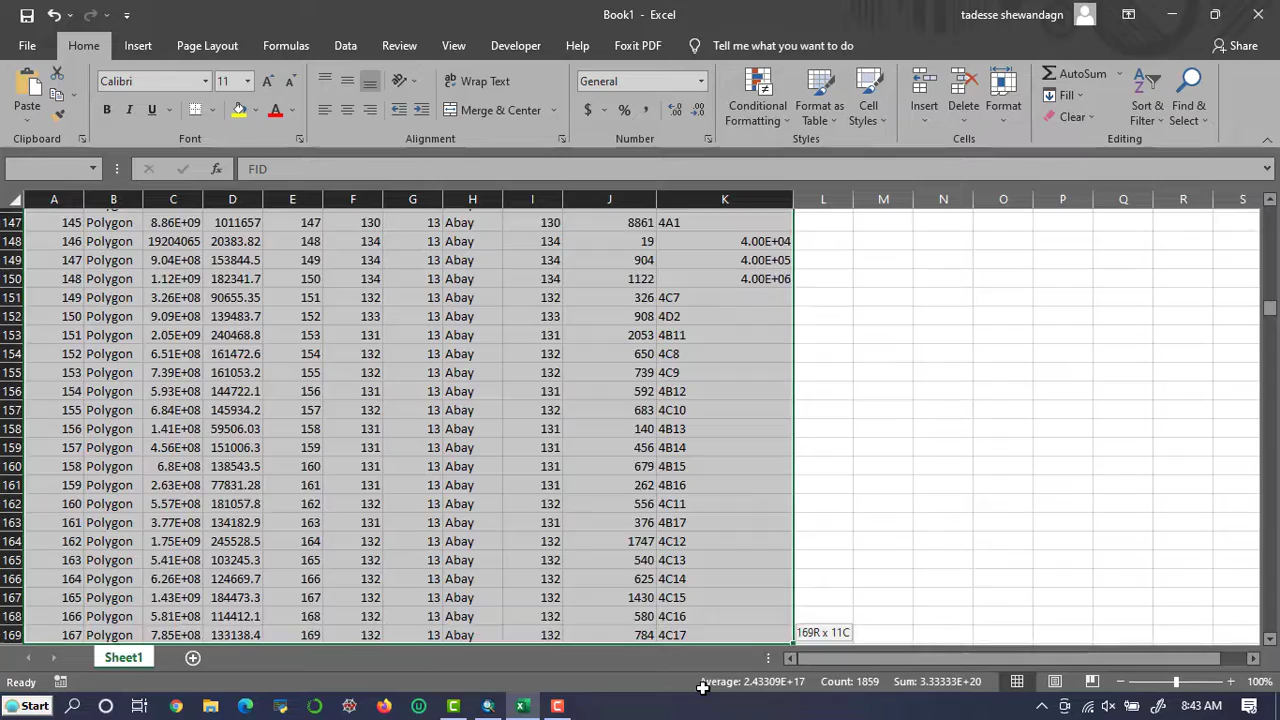 Book1 - Excel
tadesse shewandagn
File Home Insert Page Layout Formulas Data Review View Developer Help Foxit PDF Tell me what you want to do Share
Paste
Calibri 11
B I U
Wrap Text
Merge & Center
General
$ % ,
Conditional Formatting
Format as Table
Cell Styles
Insert Delete Format
AutoSum
Fill
Clear
Sort & Filter
Find & Select
Clipboard Font Alignment Number Styles Cells Editing
fx FID
A B C D E F G H I J K L M N O P Q R S
147 145 Polygon 8.86E+09 1011657 147 130 13 Abay 130 8861 4A1
148 146 Polygon 19204065 20383.82 148 134 13 Abay 134 19 4.00E+04
149 147 Polygon 9.04E+08 153844.5 149 134 13 Abay 134 904 4.00E+05
150 148 Polygon 1.12E+09 182341.7 150 134 13 Abay 134 1122 4.00E+06
151 149 Polygon 3.26E+08 90655.35 151 132 13 Abay 132 326 4C7
152 150 Polygon 9.09E+08 139483.7 152 133 13 Abay 133 908 4D2
153 151 Polygon 2.05E+09 240468.8 153 131 13 Abay 131 2053 4B11
154 152 Polygon 6.51E+08 161472.6 154 132 13 Abay 132 650 4C8
155 153 Polygon 7.39E+08 161053.2 155 132 13 Abay 132 739 4C9
156 154 Polygon 5.93E+08 144722.1 156 131 13 Abay 131 592 4B12
157 155 Polygon 6.84E+08 145934.2 157 132 13 Abay 132 683 4C10
158 156 Polygon 1.41E+08 59506.03 158 131 13 Abay 131 140 4B13
159 157 Polygon 4.56E+08 151006.3 159 131 13 Abay 131 456 4B14
160 158 Polygon 6.8E+08 138543.5 160 131 13 Abay 131 679 4B15
161 159 Polygon 2.63E+08 77831.28 161 131 13 Abay 131 262 4B16
162 160 Polygon 5.57E+08 181057.8 162 132 13 Abay 132 556 4C11
163 161 Polygon 3.77E+08 134182.9 163 131 13 Abay 131 376 4B17
164 162 Polygon 1.75E+09 245528.5 164 132 13 Abay 132 1747 4C12
165 163 Polygon 5.41E+08 103245.3 165 132 13 Abay 132 540 4C13
166 164 Polygon 6.26E+08 124669.7 166 132 13 Abay 132 625 4C14
167 165 Polygon 1.43E+09 184473.3 167 132 13 Abay 132 1430 4C15
168 166 Polygon 5.81E+08 114412.1 168 132 13 Abay 132 580 4C16
169 167 Polygon 7.85E+08 133138.4 169 132 13 Abay 132 784 4C17
169R x 11C
Sheet1
Ready Average: 2.43309E+17 Count: 1859 Sum: 3.33333E+20 100%
Start 8:43 AM